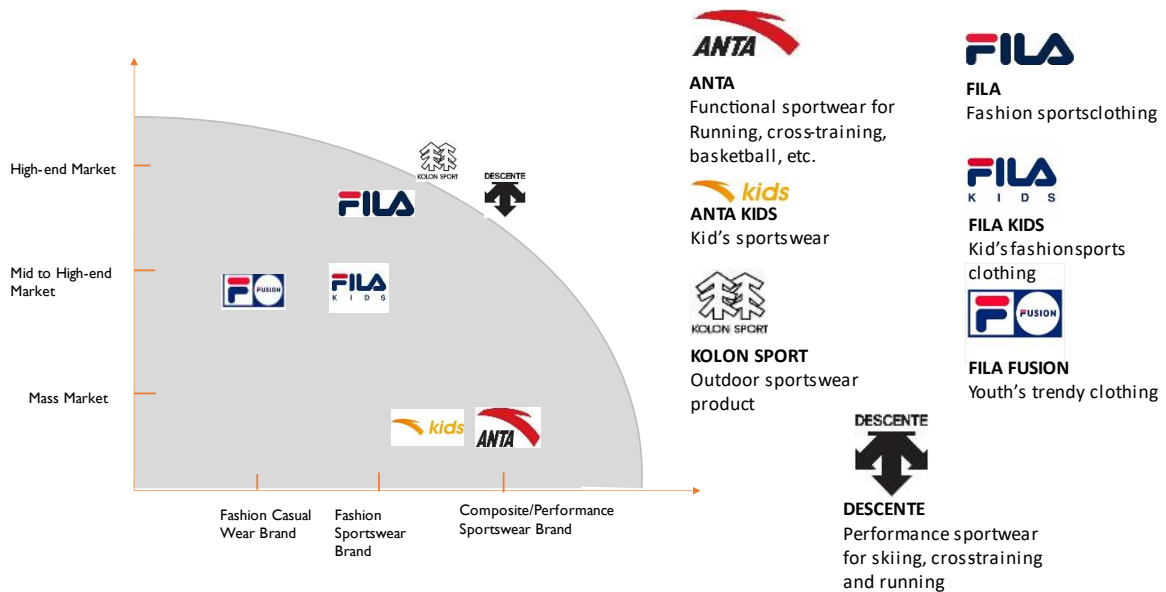 High-end Market
Mid to High-end
Market
Mass Market
KOLON SPORT
DESCENTE
FILA
F FUSION
FILA
KIDS
kids
ANTA
Fashion Casual
Wear Brand
Fashion
Sportswear
Brand
Composite/Performance
Sportswear Brand
ANTA
ANTA
Functional sportwear for
Running, cross-training,
basketball, etc.
kids
ANTA KIDS
Kid's sportswear
KOLON SPORT
KOLON SPORT
Outdoor sportswear
product
FILA
FILA
Fashion sportsclothing
FILA
KIDS
FILA KIDS
Kid'sfashionsports
clothing
F FUSION
FILA FUSION
Youth's trendy clothing
DESCENTE
DESCENTE
Performance sportwear
for skiing, crosstraining
and running